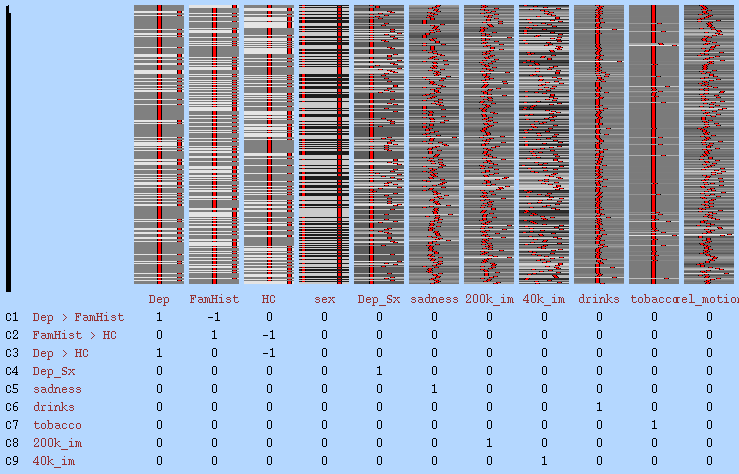 Dep FamHist HC sex Dep_Sx sadness 200k_im 40k_im drinks tobacco rel_motion
C1 Dep > FamHist 1 -1 0 0 0 0 0 0 0 0 0
C2 FamHist > HC 0 1 -1 0 0 0 0 0 0 0 0
C3 Dep > HC 1 0 -1 0 0 0 0 0 0 0 0
C4 Dep_Sx 0 0 0 0 1 0 0 0 0 0 0
C5 sadness 0 0 0 0 0 1 0 0 0 0 0
C6 drinks 0 0 0 0 0 0 0 0 1 0 0
C7 tobacco 0 0 0 0 0 0 0 0 0 1 0
C8 200k_im 0 0 0 0 0 0 1 0 0 0 0
C9 40k_im 0 0 0 0 0 0 0 1 0 0 0